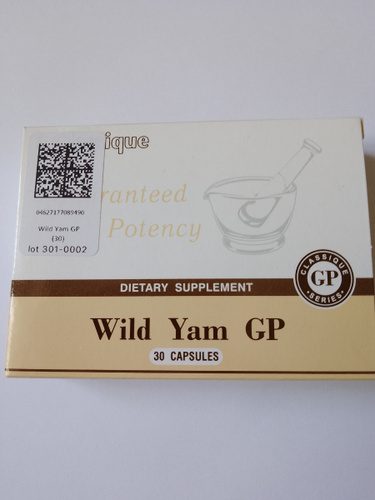 ique
ranteed
Potency
04627177089490
Wild Yam GP
(30)
lot 301-0002
DIETARY SUPPLEMENT
CLASSIQUE
GP
•SERIES•
Wild Yam GP
30 CAPSULES